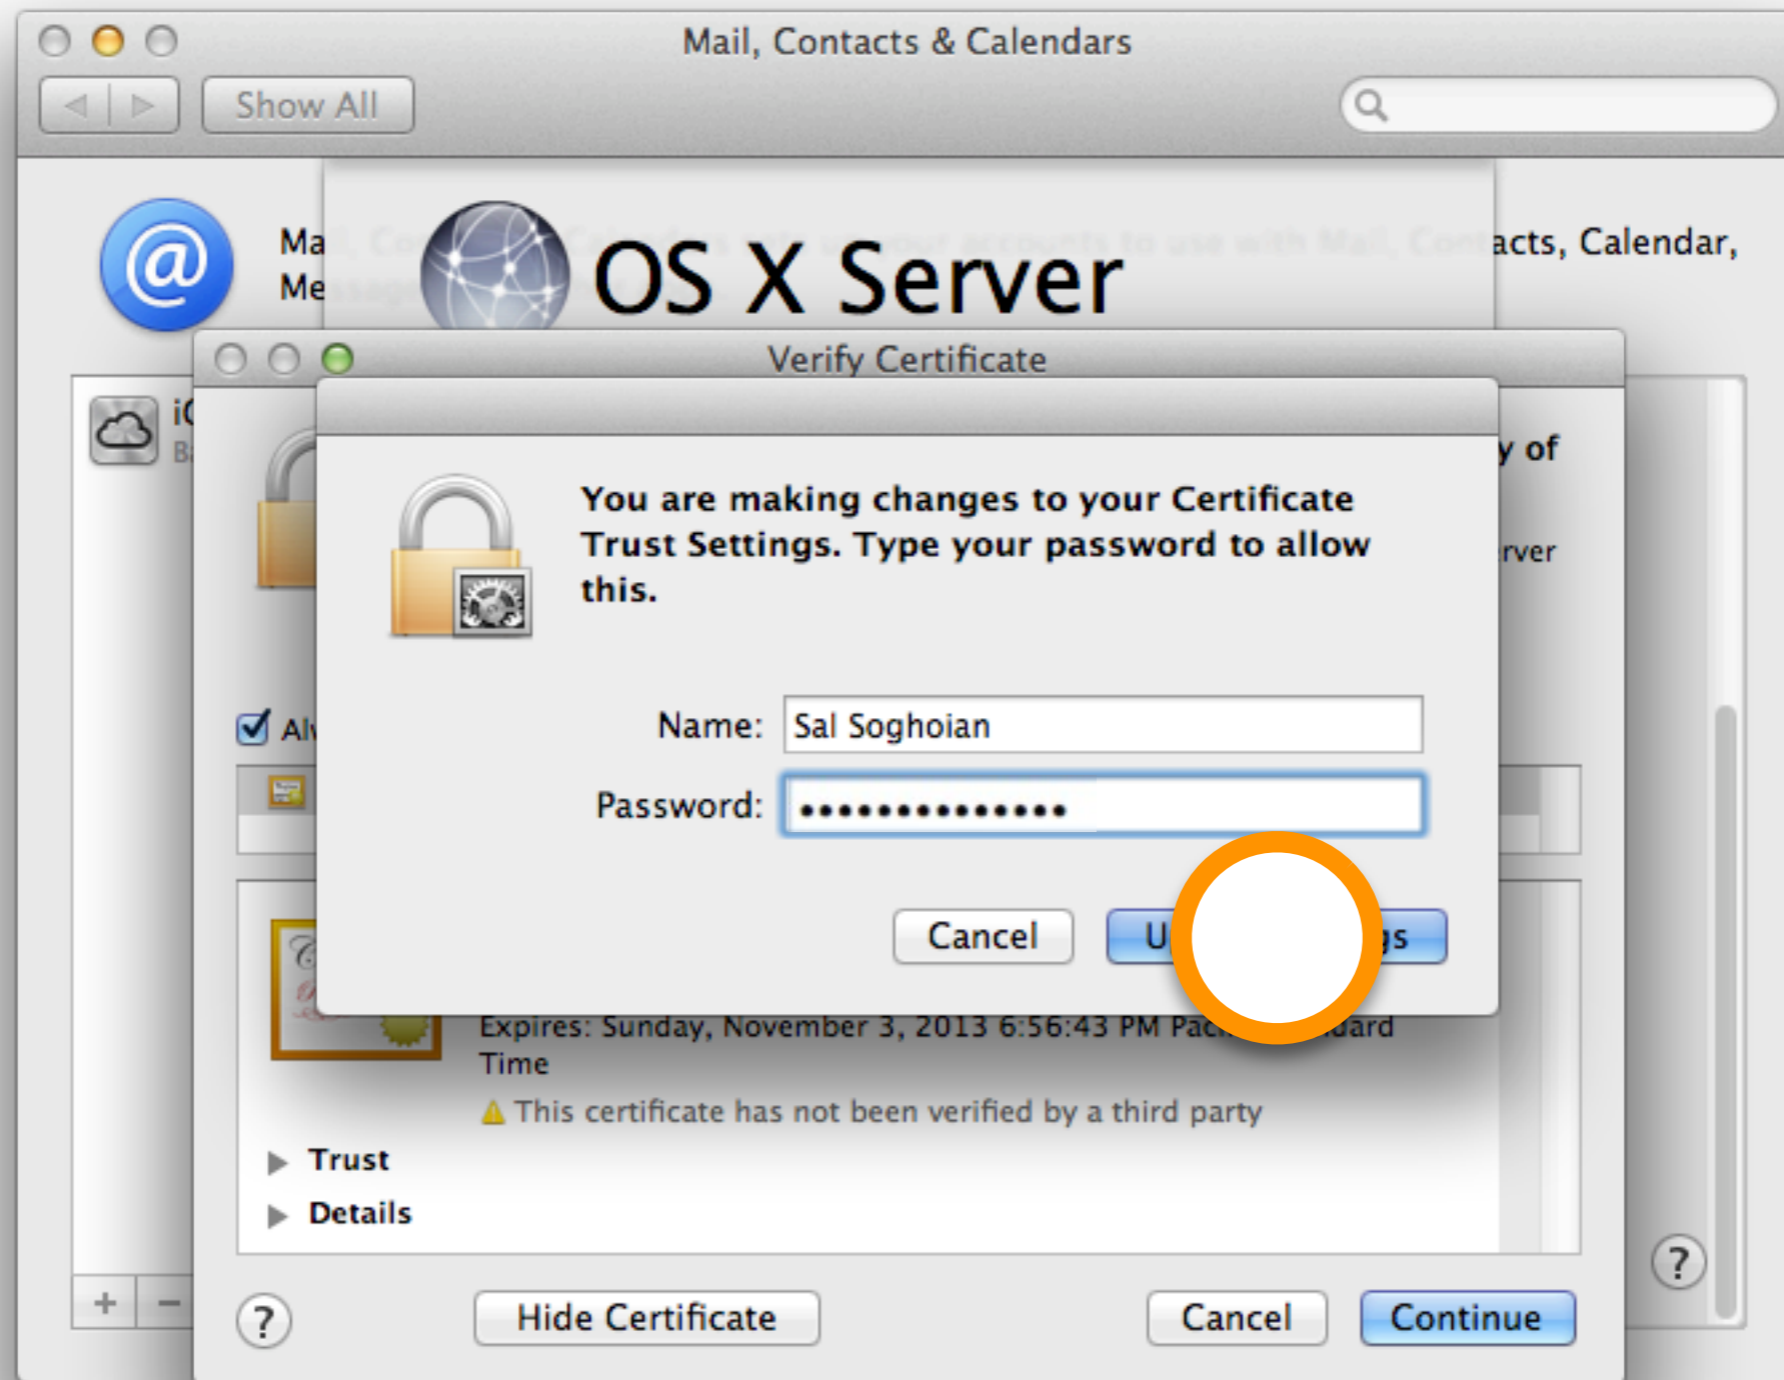 Mail, Contacts & Calendars
Show All
@
OS X Server
acts, Calendar,
Verify Certificate
y of
You are making changes to your Certificate
Trust Settings. Type your password to allow
this.
rver
Name: Sal Soghoian
Password: ••••••••••••••
Cancel
Expires: Sunday, November 3, 2013 6:56:43 PM
Time
This certificate has not been verified by a third party
Trust
Details
+ −
?
? Hide Certificate Cancel Continue